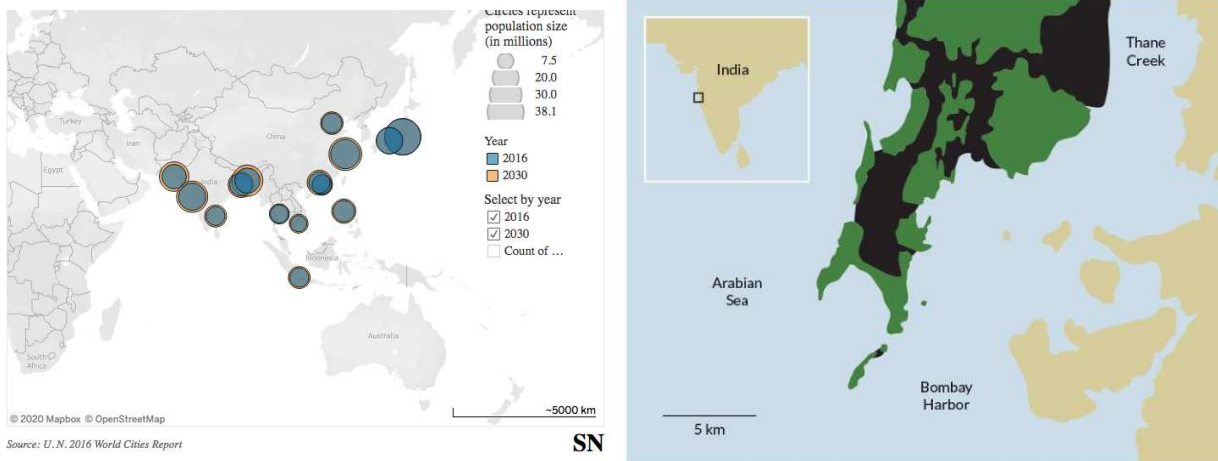 Circles represent
population size
(in millions)
7.5
20.0
30.0
38.1
Year
2016
2030
Select by year
2016
2030
Count of …
Turkey
Iran
China
Egypt
India
Indonesia
Australia
South
Africa
© 2020 Mapbox © OpenStreetMap
~5000 km
Source: U.N. 2016 World Cities Report
SN
India
Thane
Creek
Arabian
Sea
Bombay
Harbor
5 km